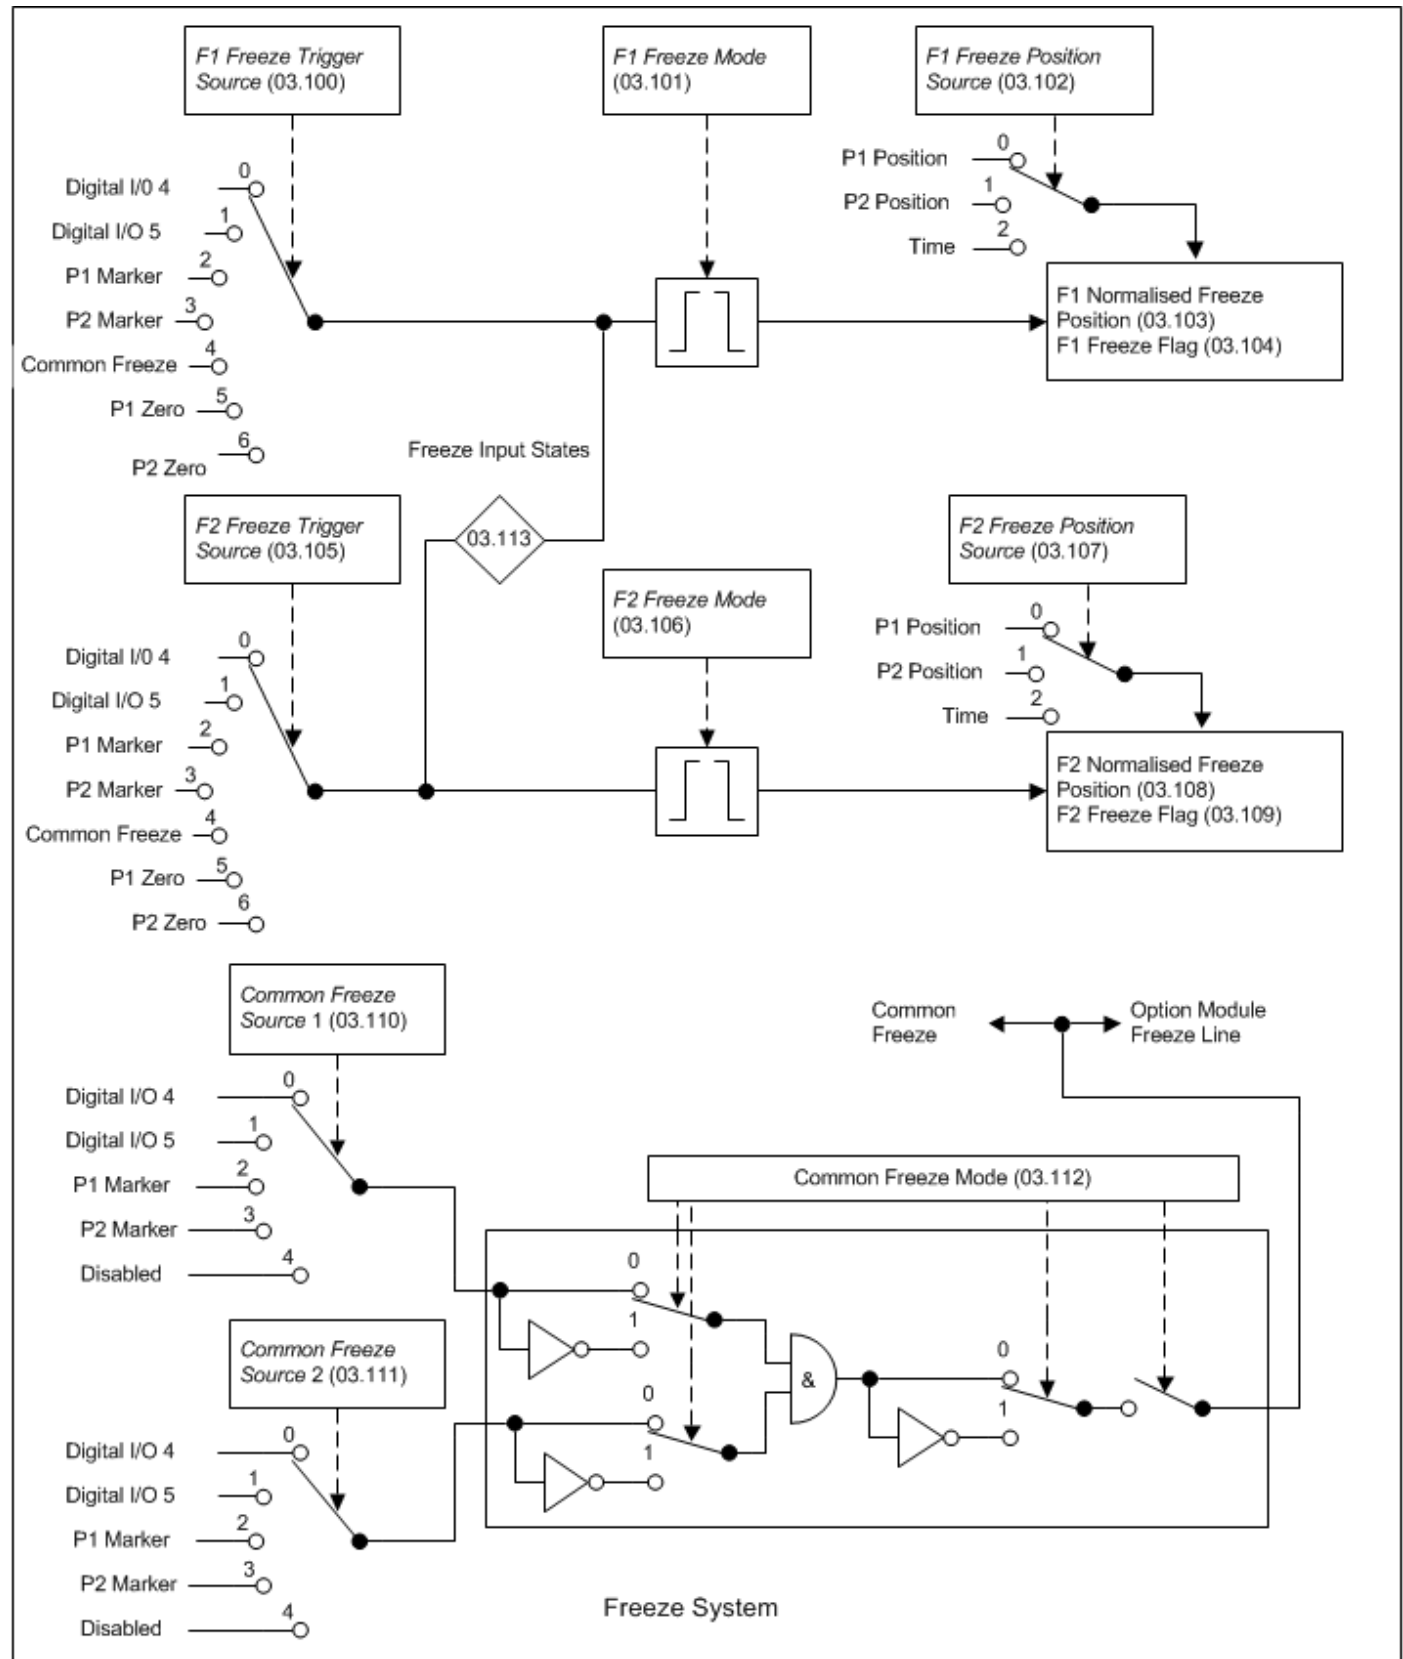 F1 Freeze Trigger
Source (03.100)
F1 Freeze Mode
(03.101)
F1 Freeze Position
Source (03.102)
0
P1 Position
1
P2 Position
2
Time
0
Digital I/0 4
1
Digital I/O 5
2
P1 Marker
3
P2 Marker
4
Common Freeze
5
P1 Zero
6
P2 Zero
F1 Normalised Freeze
Position (03.103)
F1 Freeze Flag (03.104)
Freeze Input States
03.113
F2 Freeze Trigger
Source (03.105)
F2 Freeze Mode
(03.106)
F2 Freeze Position
Source (03.107)
0
P1 Position
1
P2 Position
2
Time
0
Digital I/0 4
1
Digital I/O 5
2
P1 Marker
3
P2 Marker
4
Common Freeze
5
P1 Zero
6
P2 Zero
F2 Normalised Freeze
Position (03.108)
F2 Freeze Flag (03.109)
Common Freeze
Source 1 (03.110)
Common
Freeze
Option Module
Freeze Line
0
Digital I/O 4
1
Digital I/O 5
2
P1 Marker
3
P2 Marker
4
Disabled
Common Freeze Mode (03.112)
0
1
0
1
&
0
1
Common Freeze
Source 2 (03.111)
0
Digital I/O 4
1
Digital I/O 5
2
P1 Marker
3
P2 Marker
4
Disabled
Freeze System